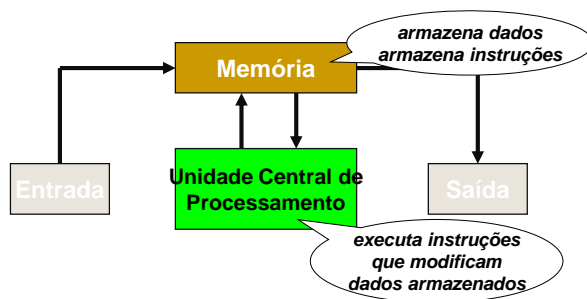 armazena dados
armazena instruções
Memória
Entrada
Unidade Central de
Processamento
Saída
executa instruções
que modificam
dados armazenados